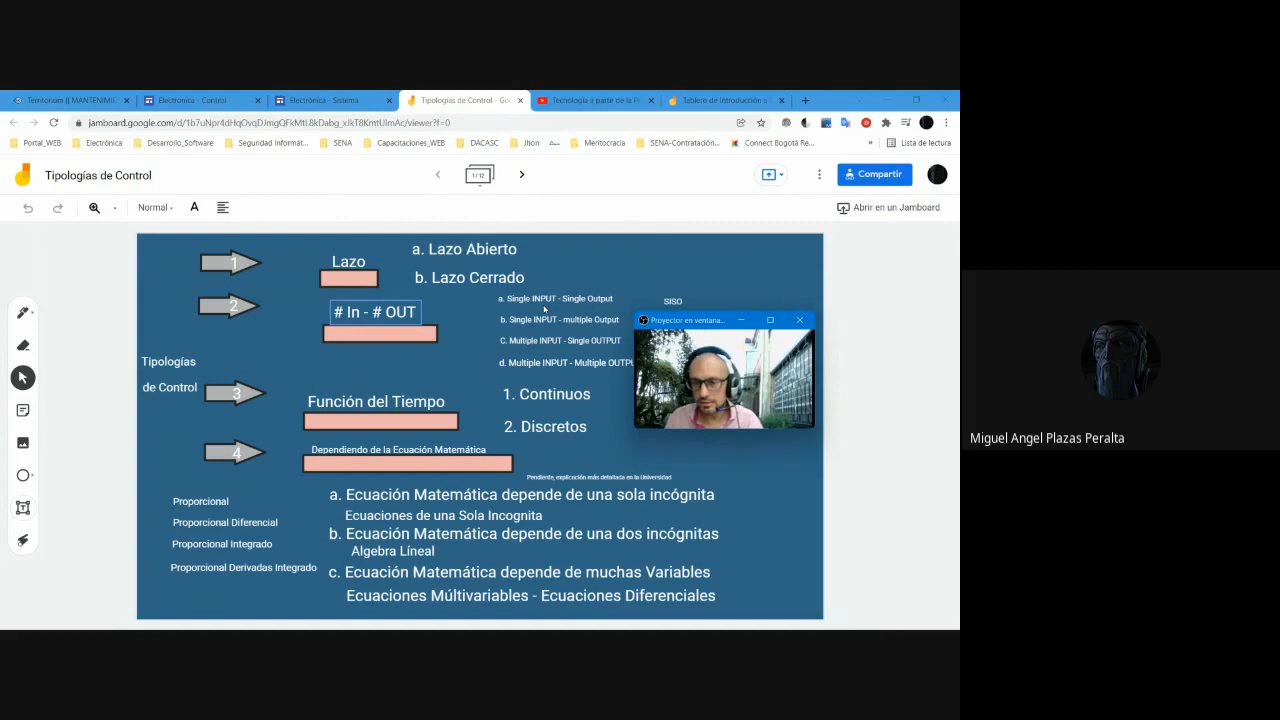 Territorium || MANTENIMI
Electrónica - Control
Electrónica - Sistema
Tipologías de Control - Go
Tecnología a partir de la P
Tablero de Introducción a
jamboard.google.com/d/1b7uNpr4dHqOvqDJmgQFkMtL8kDabg_xJkT8KmtUlmAc/viewer?f=0
Portal_WEB
Electrónica
Desarrollo_Software
Seguridad Informát...
SENA
Capacitaciones_WEB
DACASC
Jhon
Meritocracia
SENA-Contratación...
Connect Bogotá Re...
»
Lista de lectura
Tipologías de Control
1 / 12
Compartir
Normal
A
Abrir en un Jamboard
1
Lazo
a. Lazo Abierto
b. Lazo Cerrado
2
# In - # OUT
a. Single INPUT - Single Output
SISO
b. Single INPUT - multiple Output
C. Multiple INPUT - Single OUTPUT
d. Multiple INPUT - Multiple OUTPU
Proyector en ventana...
Tipologías
de Control
3
Función del Tiempo
1. Continuos
2. Discretos
4
Dependiendo de la Ecuación Matemática
Pendiente, explicación más detallada en la Universidad
Proporcional
Proporcional Diferencial
Proporcional Integrado
Proporcional Derivadas Integrado
a. Ecuación Matemática depende de una sola incógnita
Ecuaciones de una Sola Incognita
b. Ecuación Matemática depende de una dos incógnitas
Algebra Líneal
c. Ecuación Matemática depende de muchas Variables
Ecuaciones Múltivariables - Ecuaciones Diferenciales
Miguel Angel Plazas Peralta